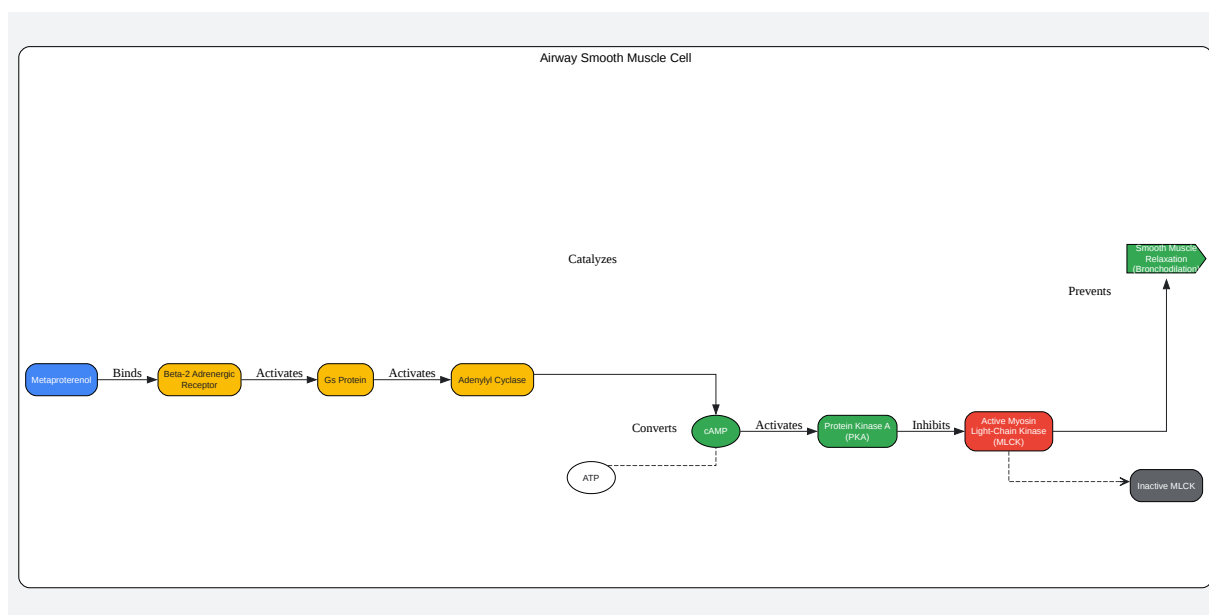 Airway Smooth Muscle Cell
Catalyzes
Smooth Muscle
Relaxation
(Bronchodilation)
Prevents
Metaproterenol
Binds
Beta-2 Adrenergic
Receptor
Activates
Gs Protein
Activates
Adenylyl Cyclase
Converts
cAMP
Activates
Protein Kinase A
(PKA)
Inhibits
Active Myosin
Light-Chain Kinase
(MLCK)
ATP
Inactive MLCK